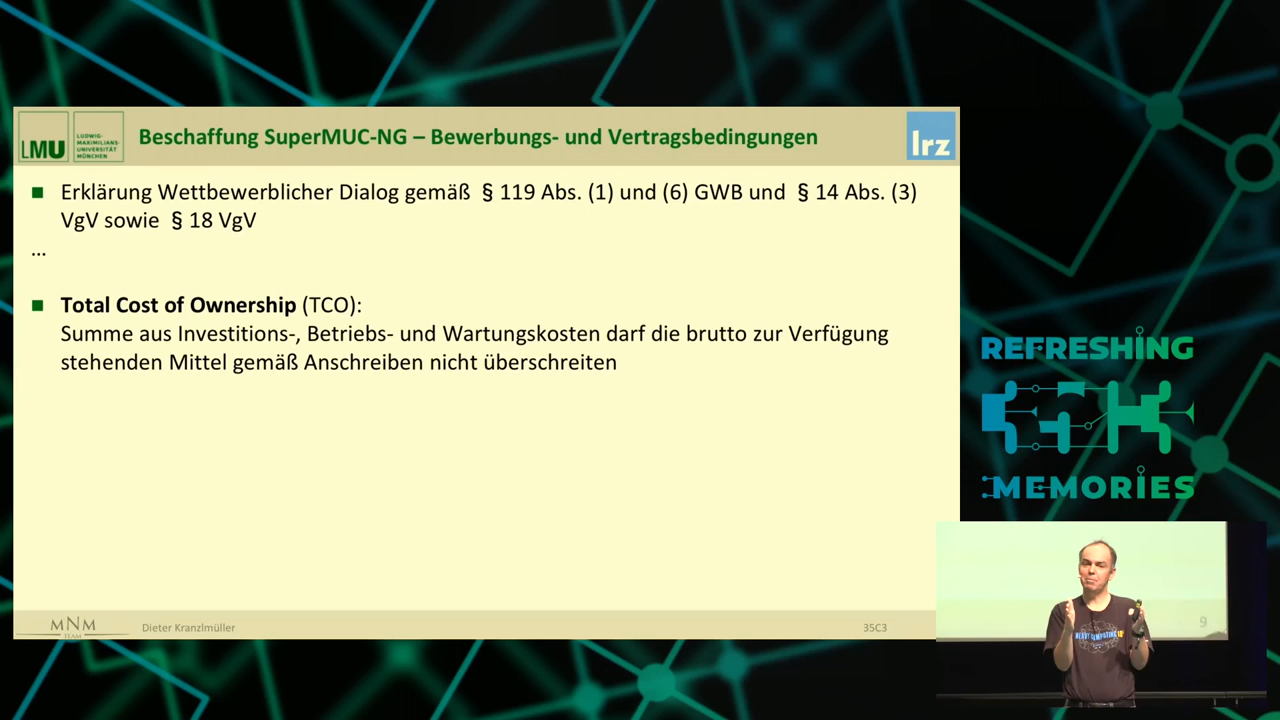 LMU
LUDWIG-
MAXIMILIANS-
UNIVERSITÄT
MÜNCHEN
Beschaffung SuperMUC-NG – Bewerbungs- und Vertragsbedingungen
lrz
■ Erklärung Wettbewerblicher Dialog gemäß § 119 Abs. (1) und (6) GWB und § 14 Abs. (3)
VgV sowie § 18 VgV
...
■ Total Cost of Ownership (TCO):
Summe aus Investitions-, Betriebs- und Wartungskosten darf die brutto zur Verfügung
stehenden Mittel gemäß Anschreiben nicht überschreiten
MNM
TEAM
Dieter Kranzlmüller
35C3
REFRESHING
35C3
MEMORIES
9